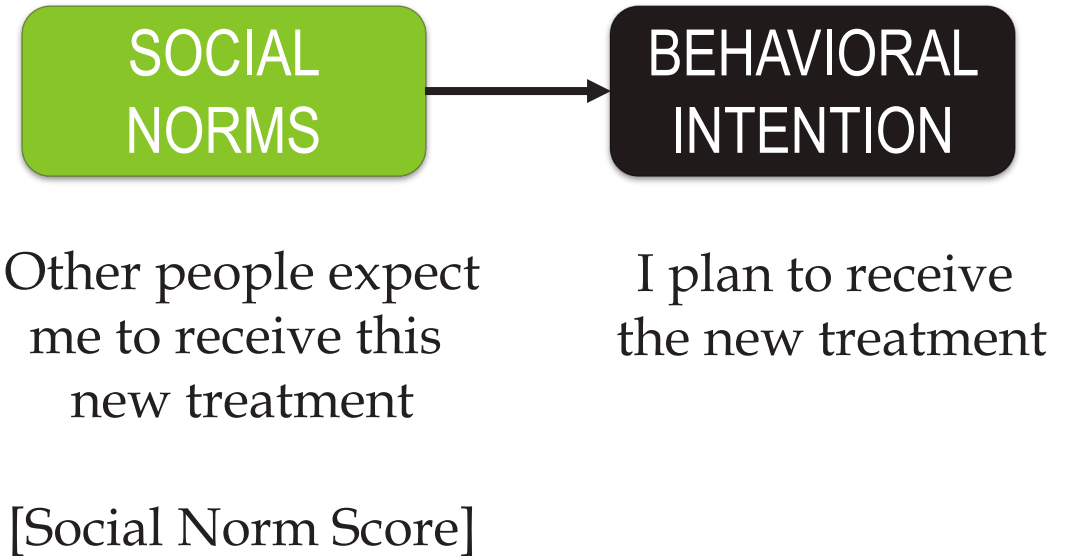 SOCIAL
NORMS
BEHAVIORAL
INTENTION
Other people expect
me to receive this
new treatment
I plan to receive
the new treatment
[Social Norm Score]